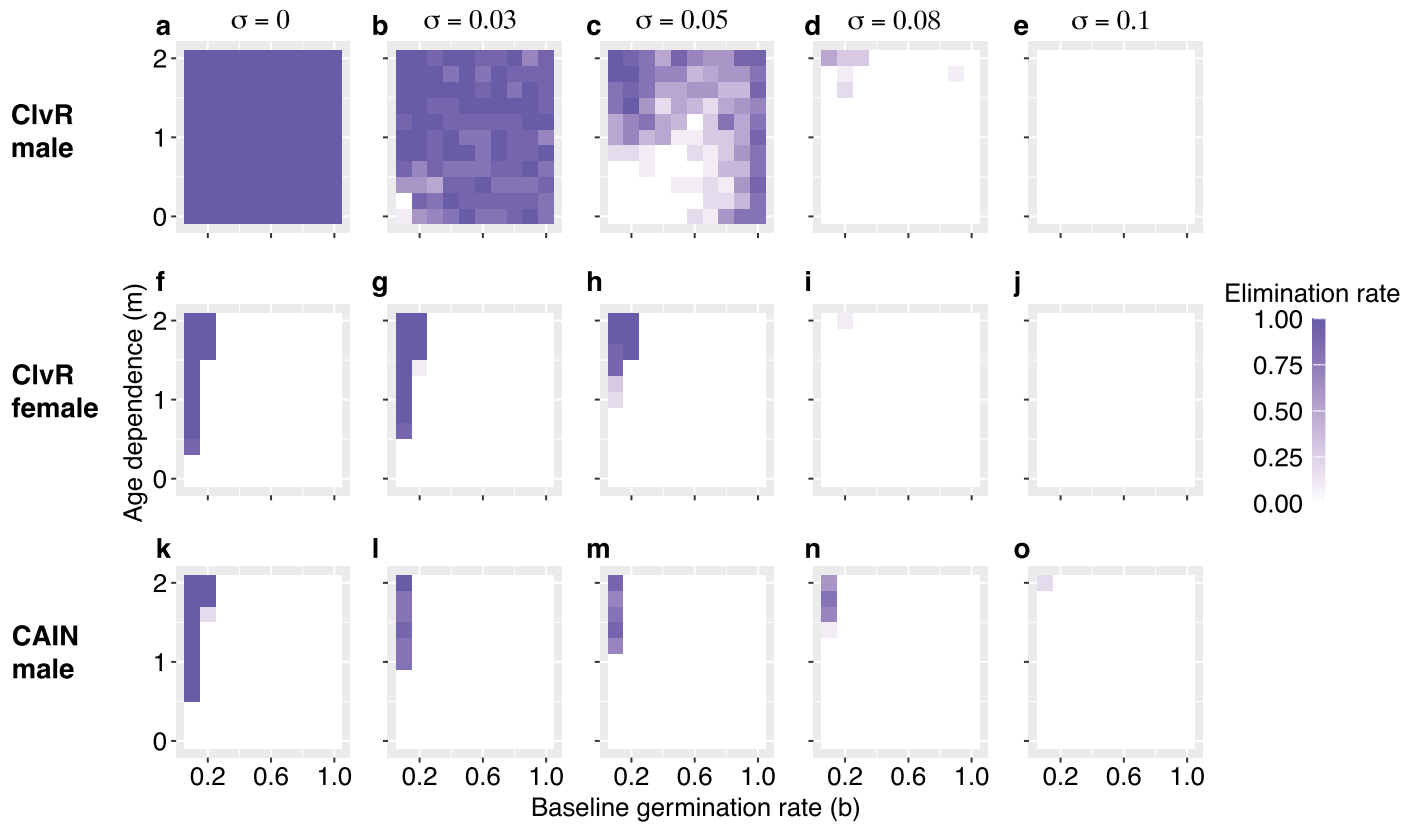 a σ = 0 b σ = 0.03 c σ = 0.05 d σ = 0.08 e σ = 0.1
ClvR
male
2
1
0
f g h i j
ClvR
female
Age dependence (m)
2
1
0
Elimination rate
1.00
0.75
0.50
0.25
0.00
k l m n o
CAIN
male
2
1
0
0.2 0.6 1.0 0.2 0.6 1.0 0.2 0.6 1.0 0.2 0.6 1.0 0.2 0.6 1.0
Baseline germination rate (b)